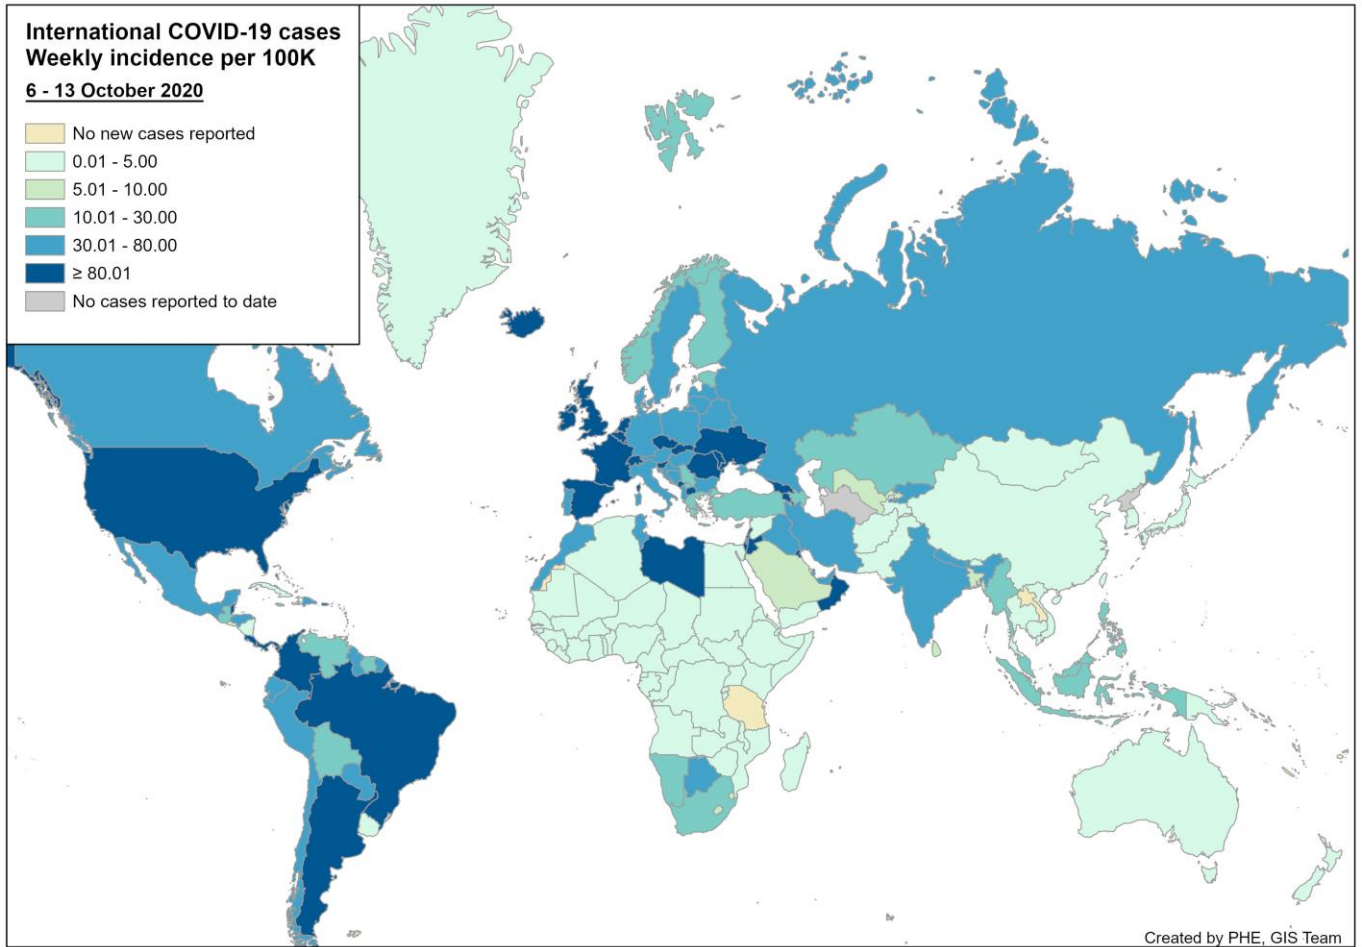 International COVID-19 cases
Weekly incidence per 100K
6 - 13 October 2020
No new cases reported
0.01 - 5.00
5.01 - 10.00
10.01 - 30.00
30.01 - 80.00
≥ 80.01
No cases reported to date
Created by PHE, GIS Team